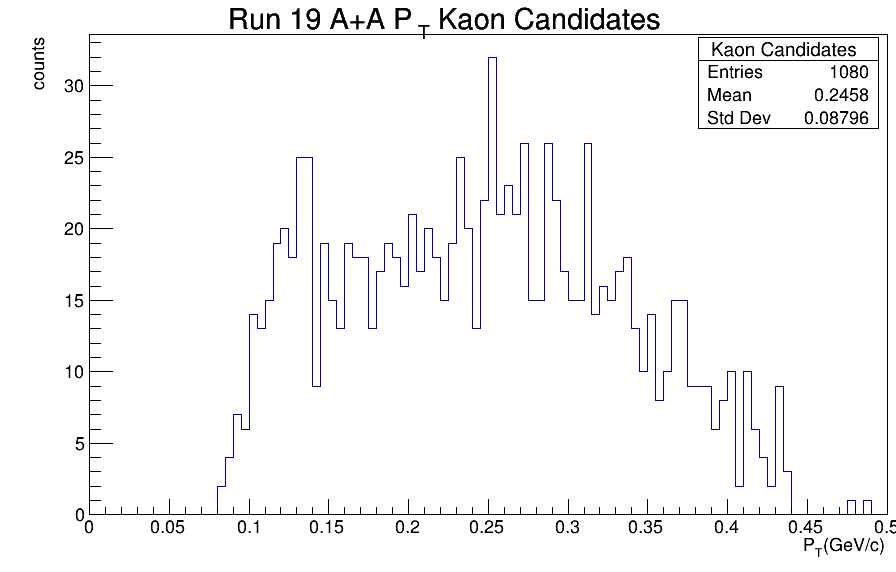 Run 19 A+A P_T Kaon Candidates
counts
Kaon Candidates
Entries 1080
Mean 0.2458
Std Dev 0.08796
30
25
20
15
10
5
0
0 0.05 0.1 0.15 0.2 0.25 0.3 0.35 0.4 0.45 0.5
P_T(GeV/c)